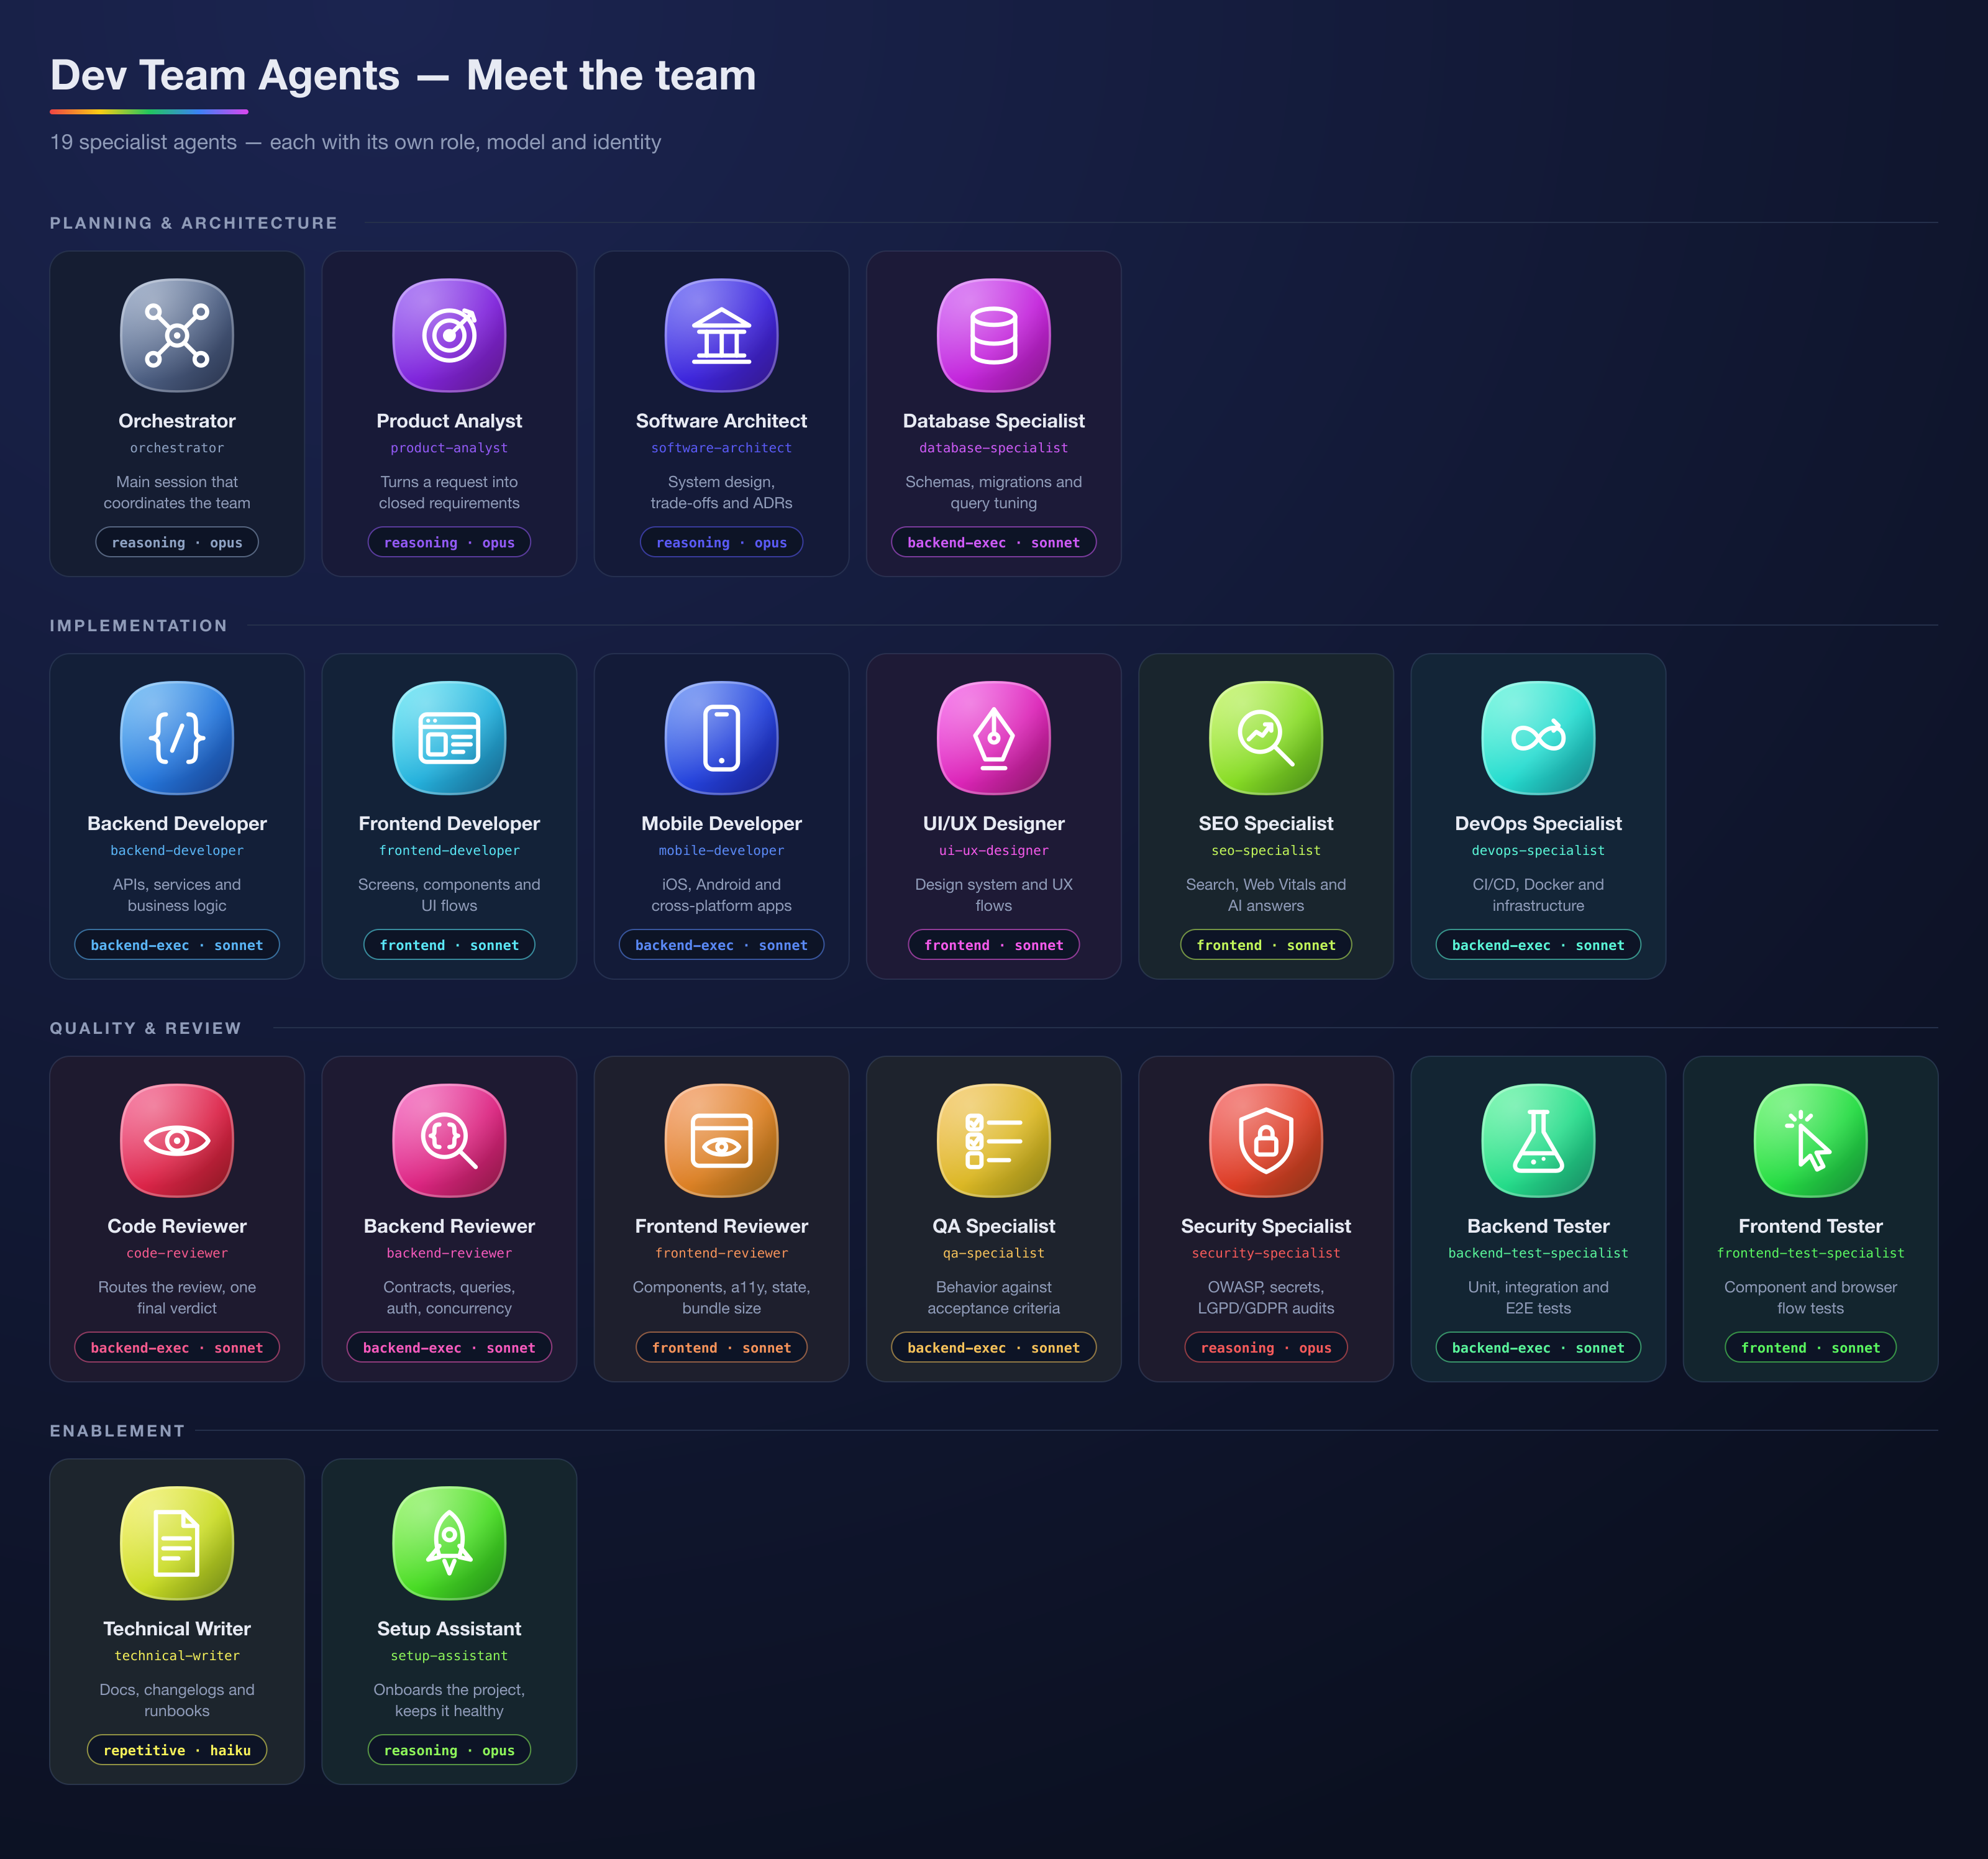 Dev Team Agents — Meet the team
19 specialist agents — each with its own role, model and identity
PLANNING & ARCHITECTURE
Orchestrator
orchestrator
Main session that
coordinates the team
reasoning · opus
Product Analyst
product-analyst
Turns a request into
closed requirements
reasoning · opus
Software Architect
software-architect
System design,
trade-offs and ADRs
reasoning · opus
Database Specialist
database-specialist
Schemas, migrations and
query tuning
backend-exec · sonnet
IMPLEMENTATION
Backend Developer
backend-developer
APIs, services and
business logic
backend-exec · sonnet
Frontend Developer
frontend-developer
Screens, components and
UI flows
frontend · sonnet
Mobile Developer
mobile-developer
iOS, Android and
cross-platform apps
backend-exec · sonnet
UI/UX Designer
ui-ux-designer
Design system and UX
flows
frontend · sonnet
SEO Specialist
seo-specialist
Search, Web Vitals and
AI answers
frontend · sonnet
DevOps Specialist
devops-specialist
CI/CD, Docker and
infrastructure
backend-exec · sonnet
QUALITY & REVIEW
Code Reviewer
code-reviewer
Routes the review, one
final verdict
backend-exec · sonnet
Backend Reviewer
backend-reviewer
Contracts, queries,
auth, concurrency
backend-exec · sonnet
Frontend Reviewer
frontend-reviewer
Components, a11y, state,
bundle size
frontend · sonnet
QA Specialist
qa-specialist
Behavior against
acceptance criteria
backend-exec · sonnet
Security Specialist
security-specialist
OWASP, secrets,
LGPD/GDPR audits
reasoning · opus
Backend Tester
backend-test-specialist
Unit, integration and
E2E tests
backend-exec · sonnet
Frontend Tester
frontend-test-specialist
Component and browser
flow tests
frontend · sonnet
ENABLEMENT
Technical Writer
technical-writer
Docs, changelogs and
runbooks
repetitive · haiku
Setup Assistant
setup-assistant
Onboards the project,
keeps it healthy
reasoning · opus